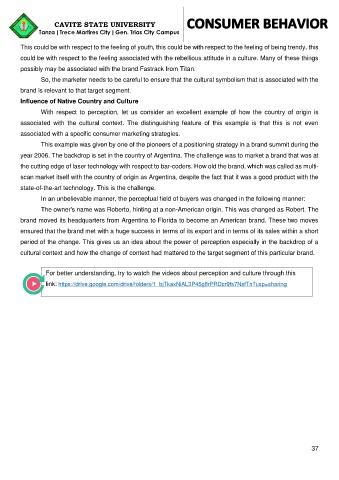 CAVITE STATE UNIVERSITY
Tanza | Trece Martires City | Gen. Trias City Campus
CONSUMER BEHAVIOR
This could be with respect to the feeling of youth, this could be with respect to the feeling of being trendy, this
could be with respect to the feeling associated with the rebellious attitude in a culture. Many of these things
possibly may be associated with the brand Fastrack from Titan.
So, the marketer needs to be careful to ensure that the cultural symbolism that is associated with the
brand is relevant to that target segment.
Influence of Native Country and Culture
With respect to perception, let us consider an excellent example of how the country of origin is
associated with the cultural context. The distinguishing feature of this example is that this is not even
associated with a specific consumer marketing strategies.
This example was given by one of the pioneers of a positioning strategy in a brand summit during the
year 2006. The backdrop is set in the country of Argentina. The challenge was to market a brand that was at
the cutting edge of laser technology with respect to bar-coders. How did the brand, which was called as multi-
scan market itself with the country of origin as Argentina, despite the fact that it was a good product with the
state-of-the-art technology. This is the challenge.
In an unbelievable manner, the perceptual field of buyers was changed in the following manner:
The owner's name was Roberto, hinting at a non-American origin. This was changed as Robert. The
brand moved its headquarters from Argentina to Florida to become an American brand. These two moves
ensured that the brand met with a huge success in terms of its export and in terms of its sales within a short
period of the change. This gives us an idea about the power of perception especially in the backdrop of a
cultural context and how the change of context had mattered to the target segment of this particular brand.
For better understanding, try to watch the videos about perception and culture through this
link:
37